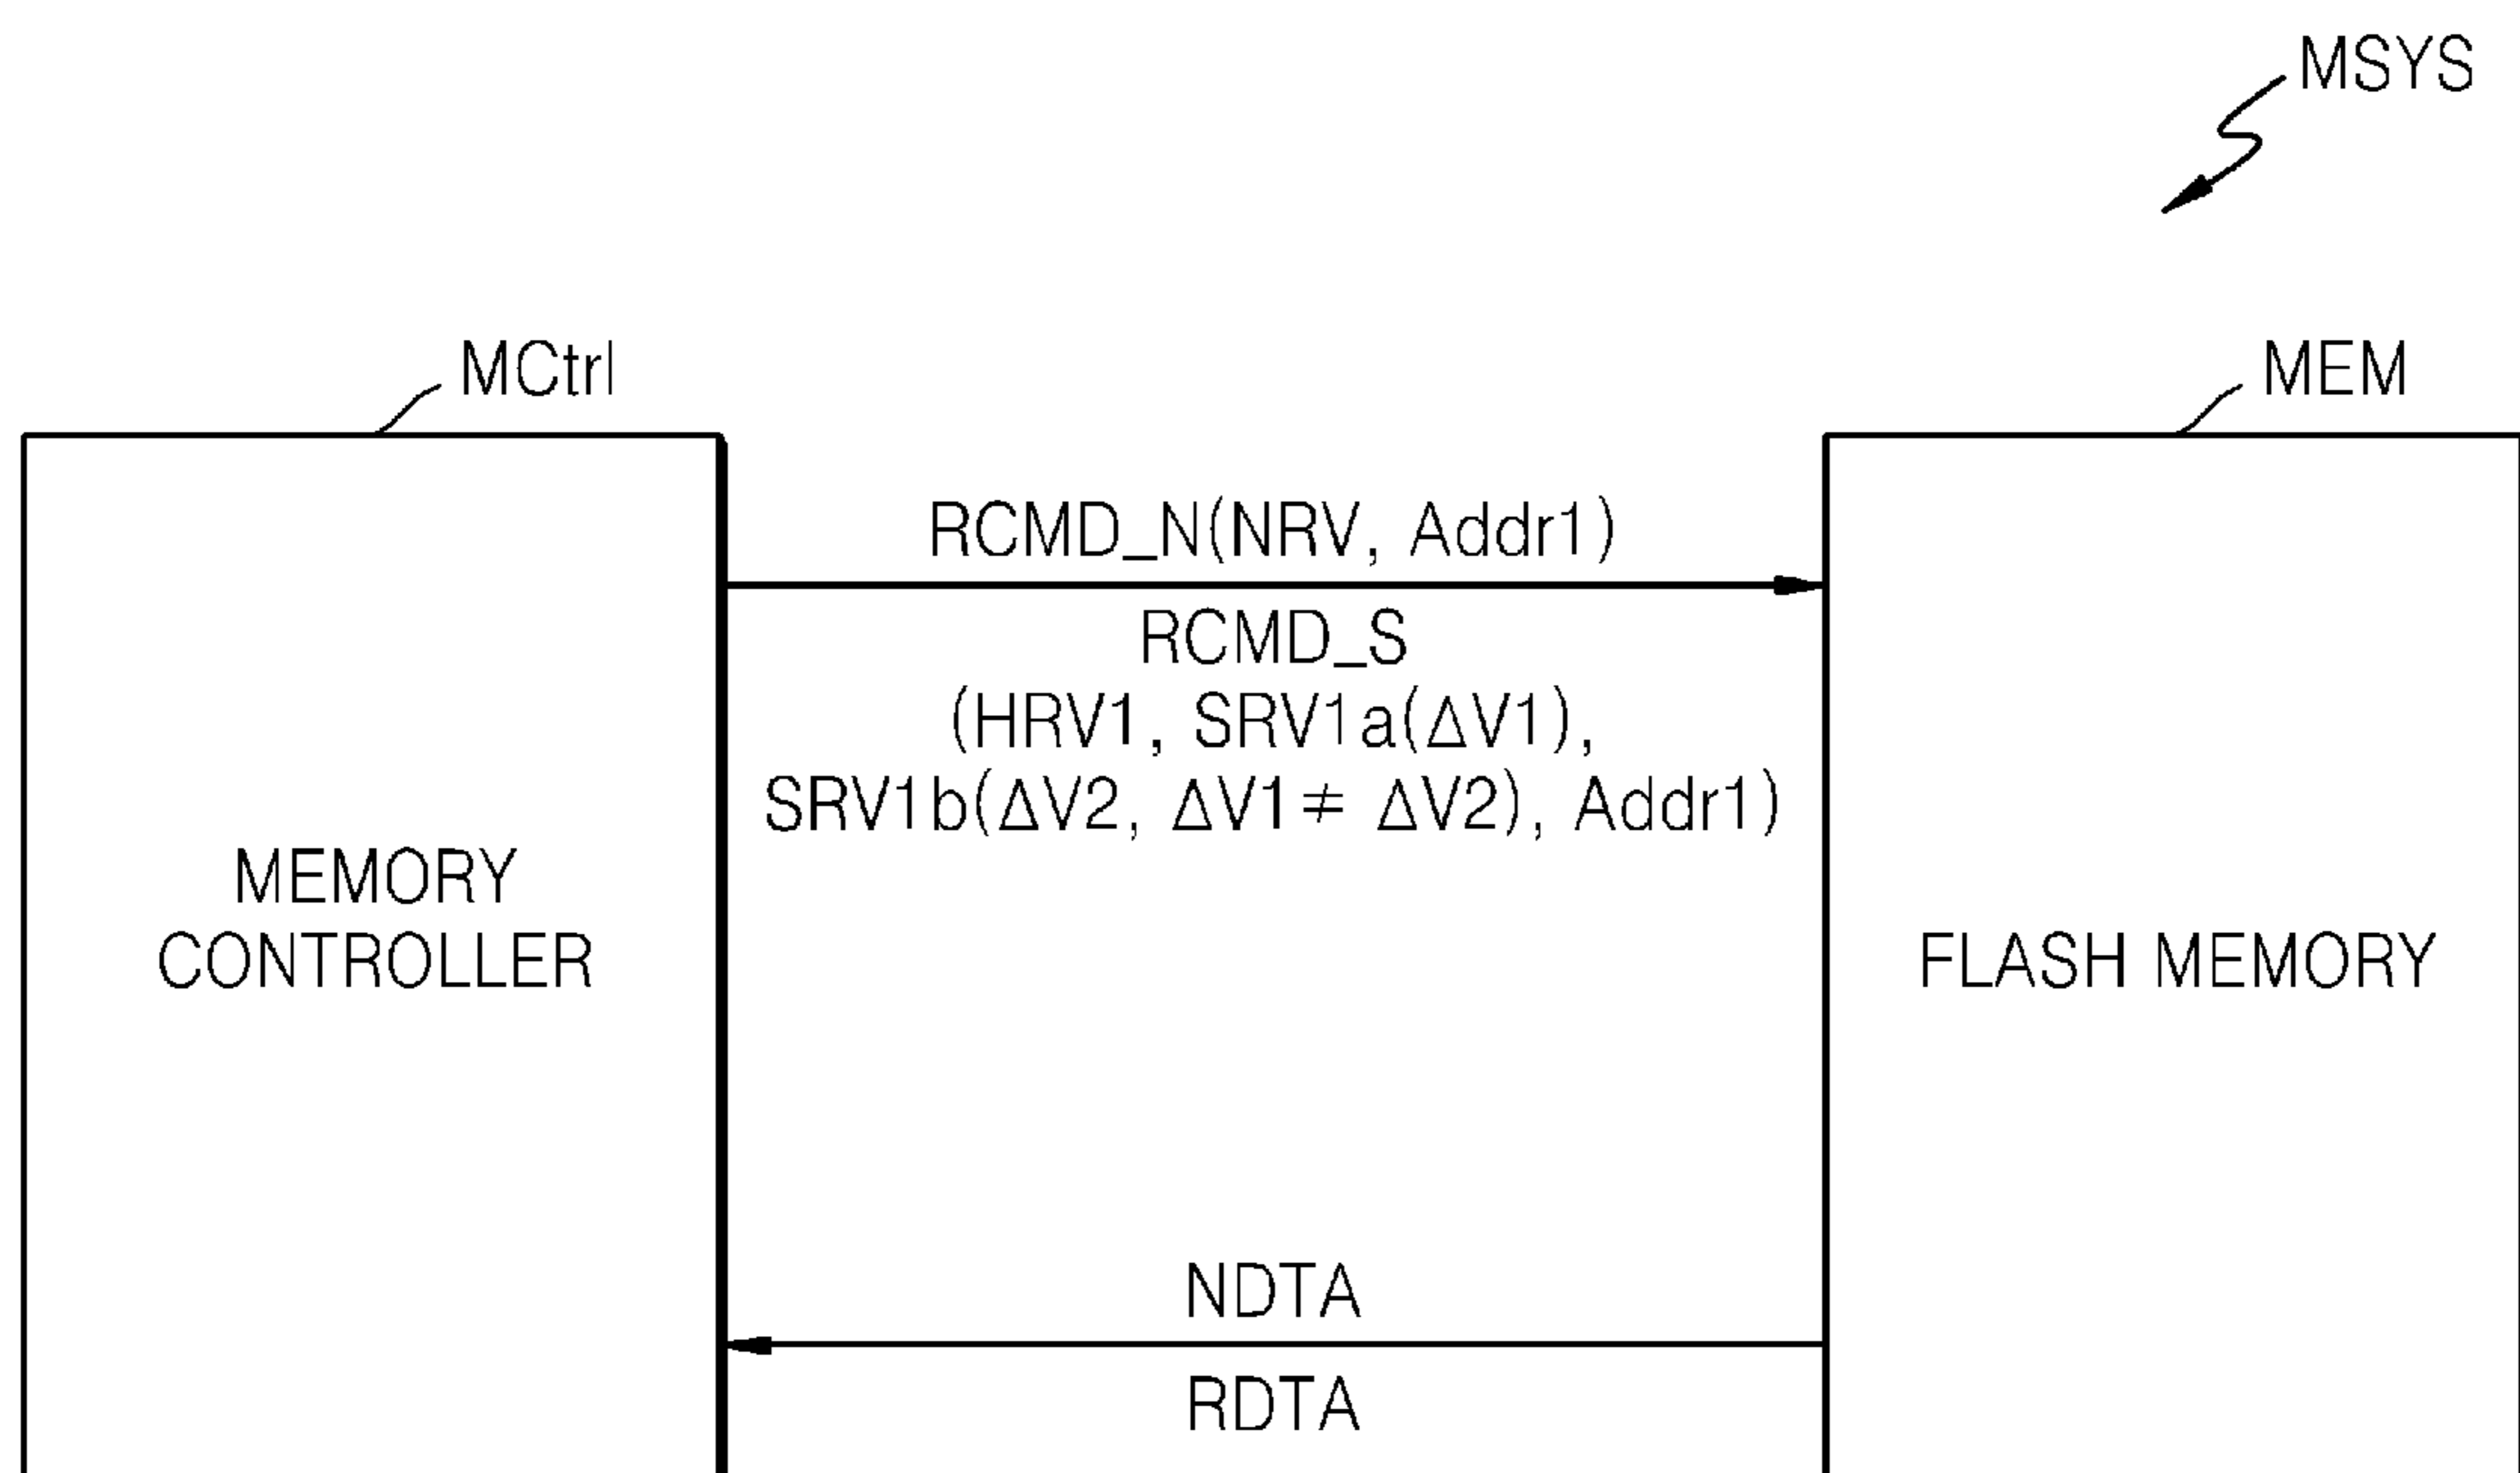 MSYS
MCtrl
MEM
RCMD_N(NRV, Addr1)
RCMD_S
(HRV1, SRV1a(ΔV1),
SRV1b(ΔV2, ΔV1≠ ΔV2), Addr1)
MEMORY
CONTROLLER
FLASH MEMORY
NDTA
RDTA